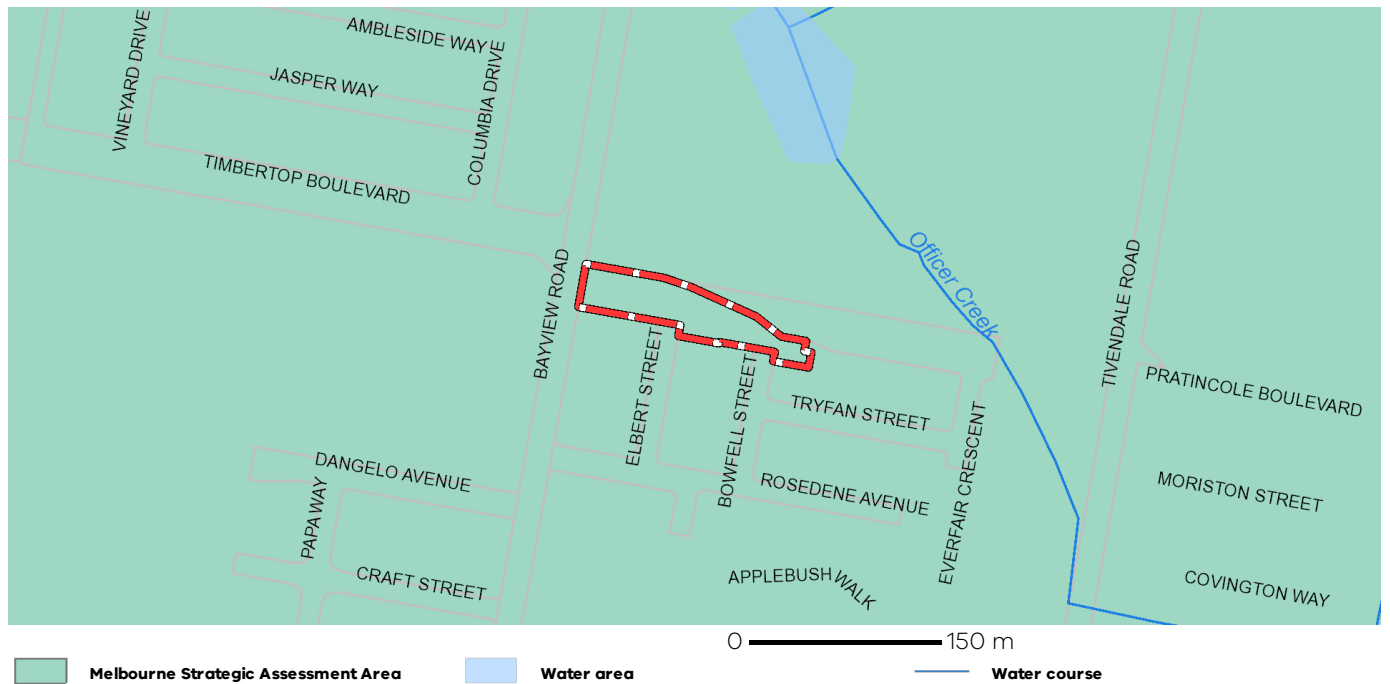 AMBLESIDE WAY
VINEYARD DRIVE
JASPER WAY
COLUMBIA DRIVE
TIMBERTOP BOULEVARD
Officer Creek
BAYVIEW ROAD
TIVENDALE ROAD
ELBERT STREET
BOWFELL STREET
TRYFAN STREET
PRATINCOLE BOULEVARD
EVERFAIR CRESCENT
DANGELO AVENUE
PAPA WAY
ROSEDENE AVENUE
MORISTON STREET
CRAFT STREET
APPLEBUSH WALK
COVINGTON WAY
0 150 m
Melbourne Strategic Assessment Area
Water area
Water course